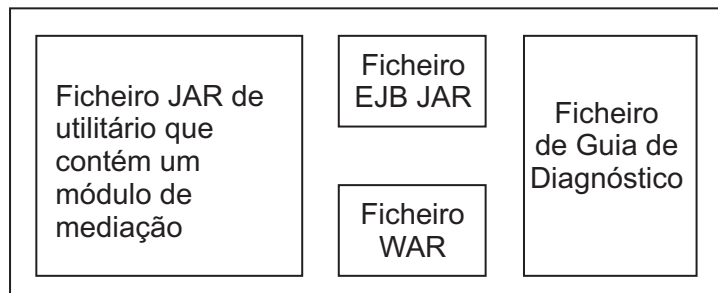 Ficheiro JAR de
utilitário que
contém um
módulo de
mediação
Ficheiro
EJB JAR
Ficheiro
WAR
Ficheiro
de Guia de
Diagnóstico